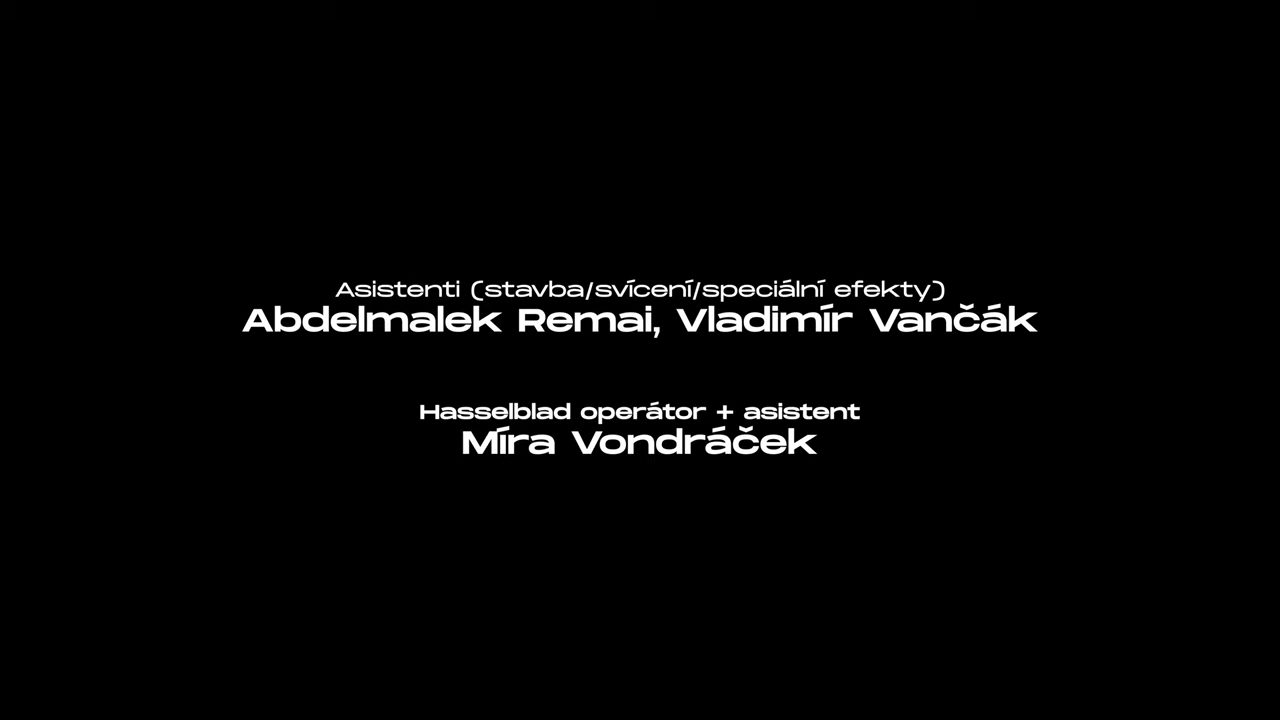 Asistenti (stavba/svícení/speciální efekty)
Abdelmalek Remai, Vladimír Vančák
Hasselblad operátor + asistent
Míra Vondráček